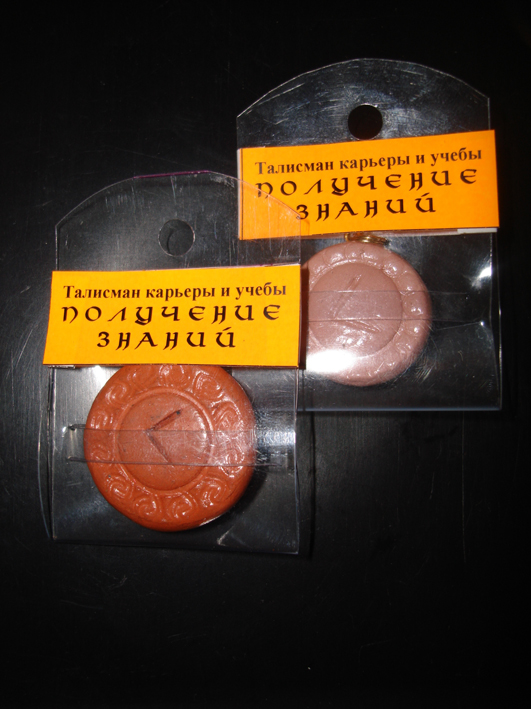 Талисман карьеры и учебы
ПОЛУЧЕНИЕ
ЗНАНИЙ
Талисман карьеры и учебы
ПОЛУЧЕНИЕ
ЗНАНИЙ